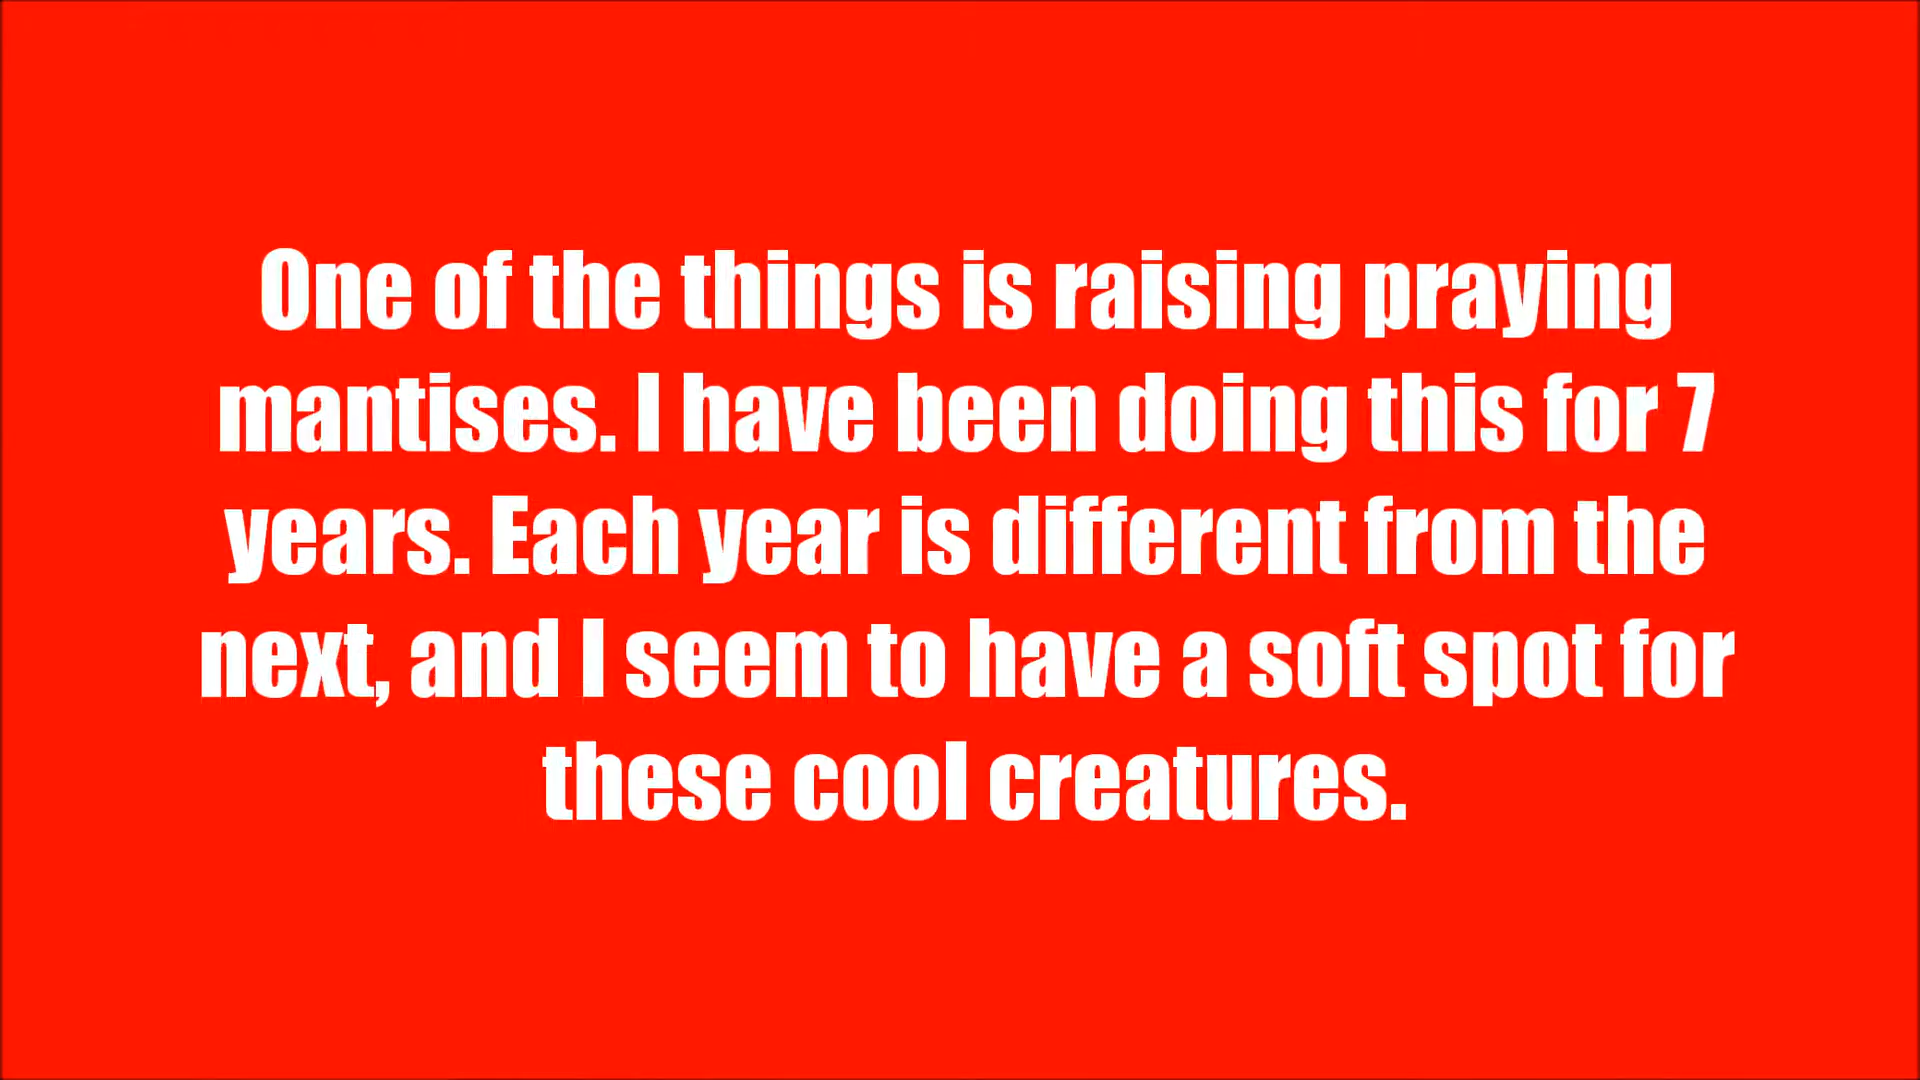 One of the things is raising praying
mantises. I have been doing this for 7
years. Each year is different from the
next, and I seem to have a soft spot for
these cool creatures.